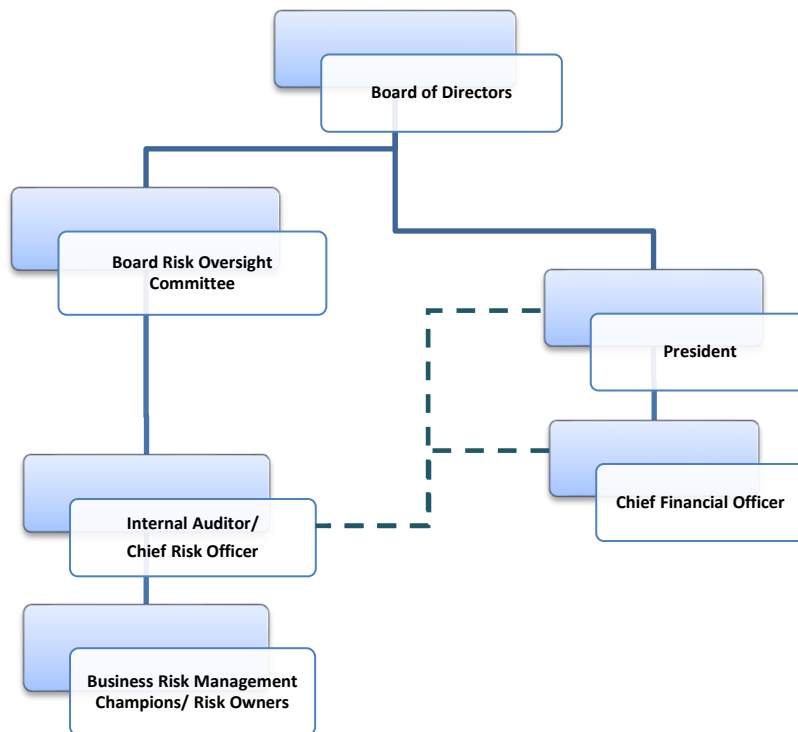 Board of Directors
Board Risk Oversight
Committee
President
Chief Financial Officer
Internal Auditor/
Chief Risk Officer
Business Risk Management
Champions/ Risk Owners